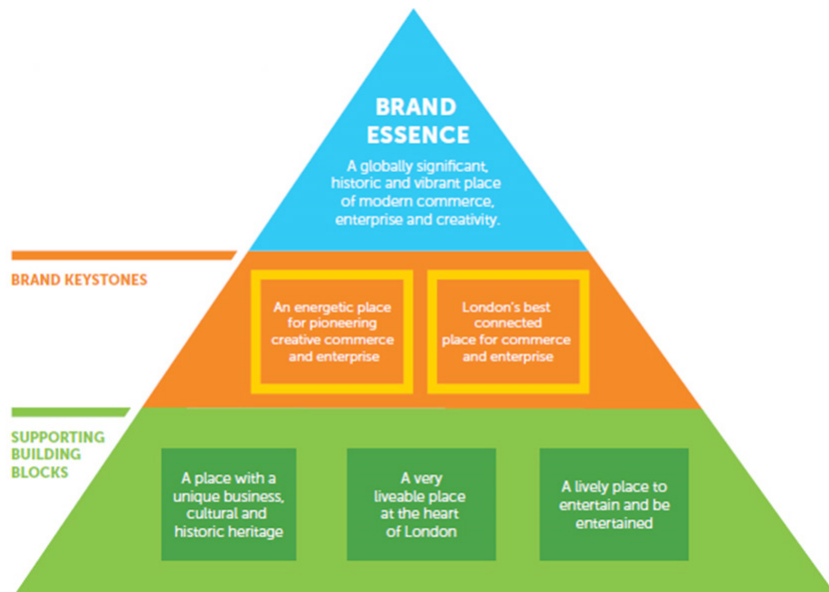 BRAND
ESSENCE
A globally significant,
historic and vibrant place
of modern commerce,
enterprise and creativity.
BRAND KEYSTONES
An energetic place
for pioneering
creative commerce
and enterprise
London's best
connected
place for commerce
and enterprise
SUPPORTING
BUILDING
BLOCKS
A place with a
unique business,
cultural and
historic heritage
A very
liveable place
at the heart
of London
A lively place to
entertain and be
entertained